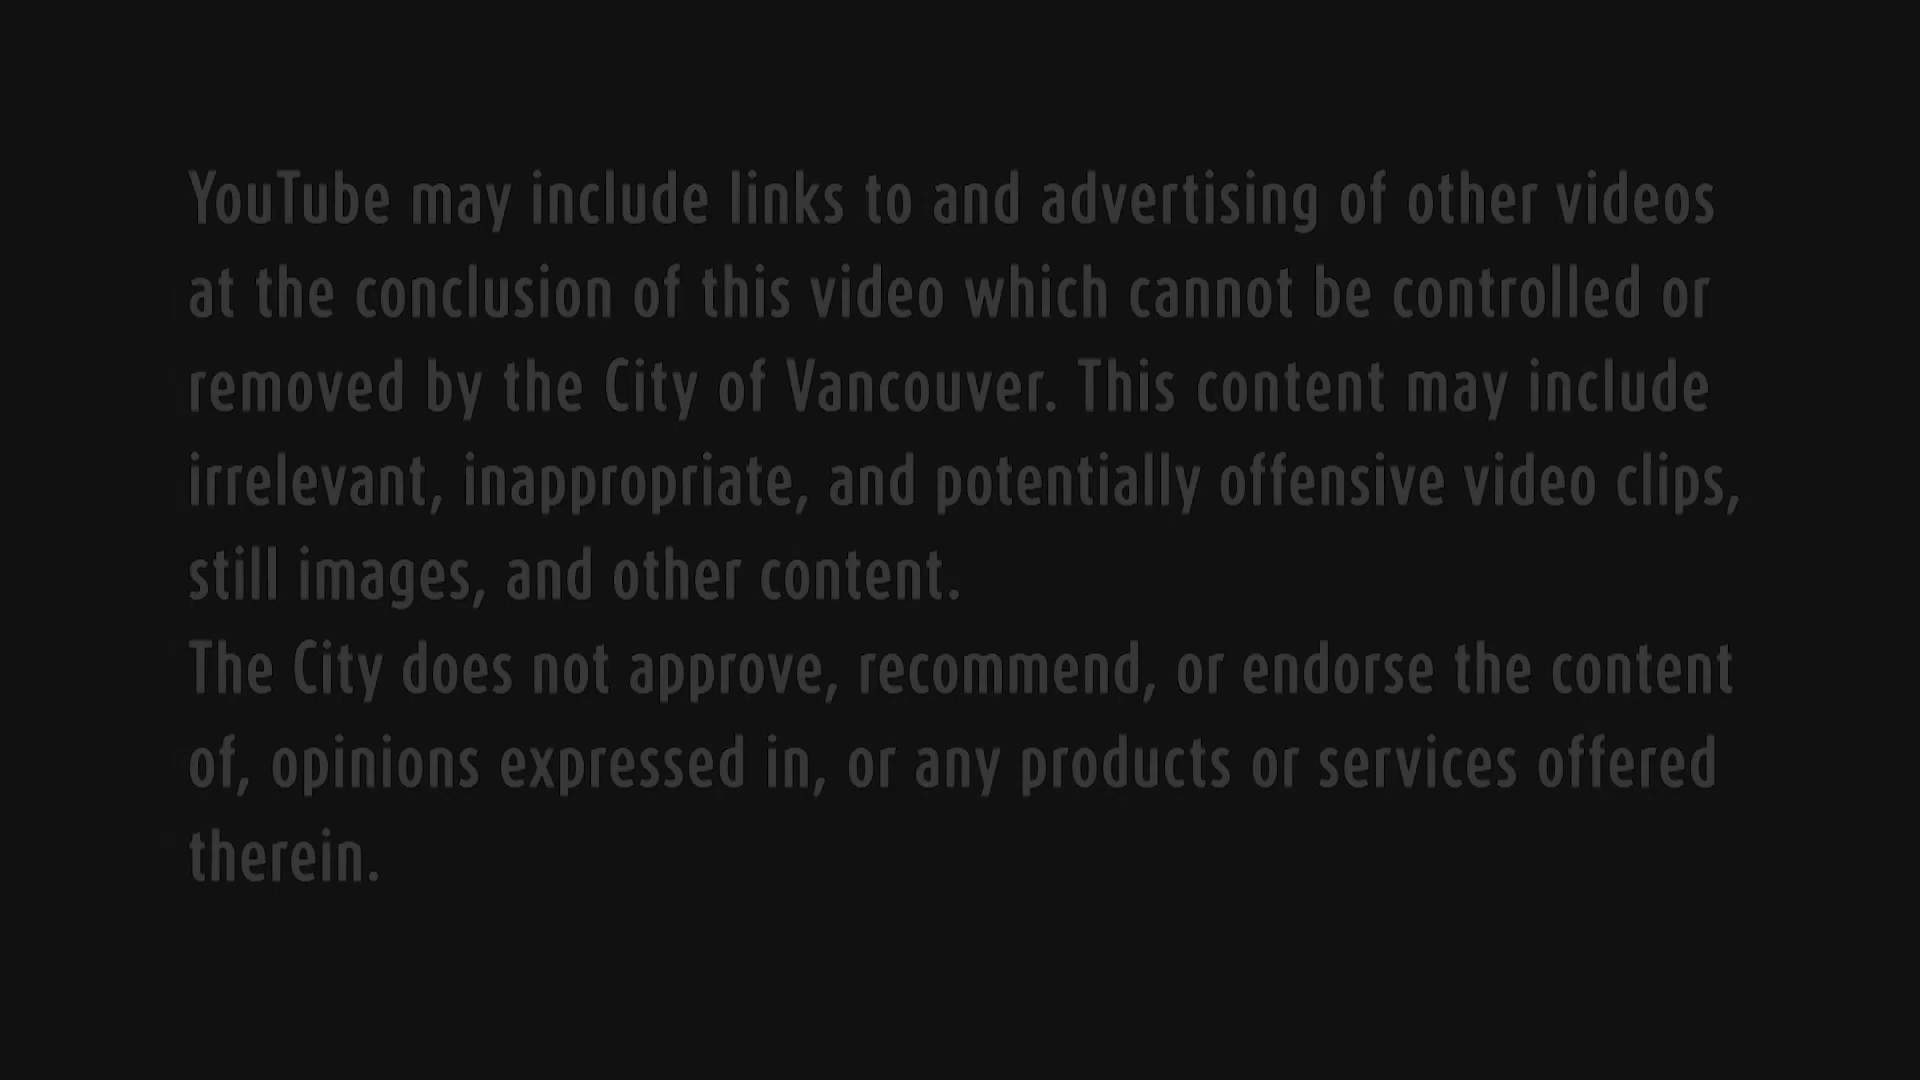 YouTube may include links to and advertising of other videos
at the conclusion of this video which cannot be controlled or
removed by the City of Vancouver. This content may include
irrelevant, inappropriate, and potentially offensive video clips,
still images, and other content.
The City does not approve, recommend, or endorse the content
of, opinions expressed in, or any products or services offered
therein.